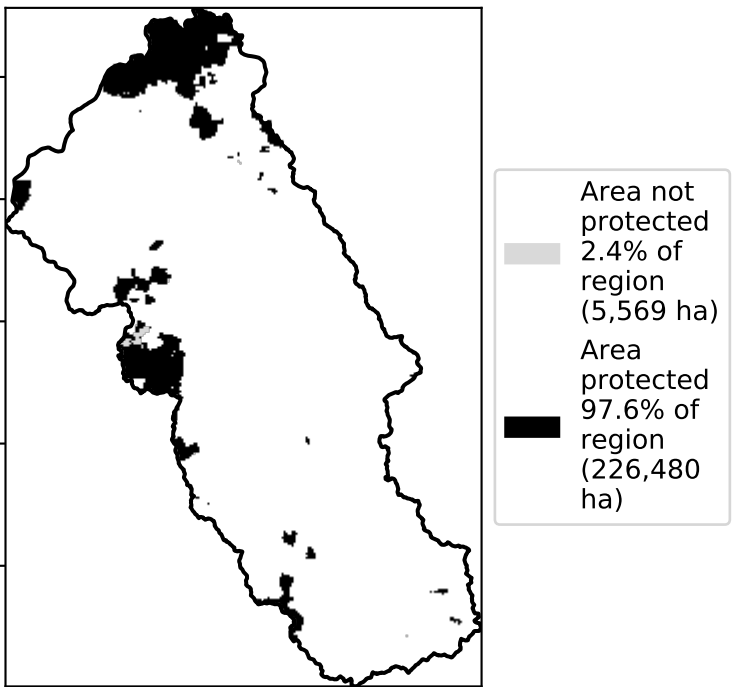 Area not
protected
2.4% of
region
(5,569 ha)
Area
protected
97.6% of
region
(226,480
ha)